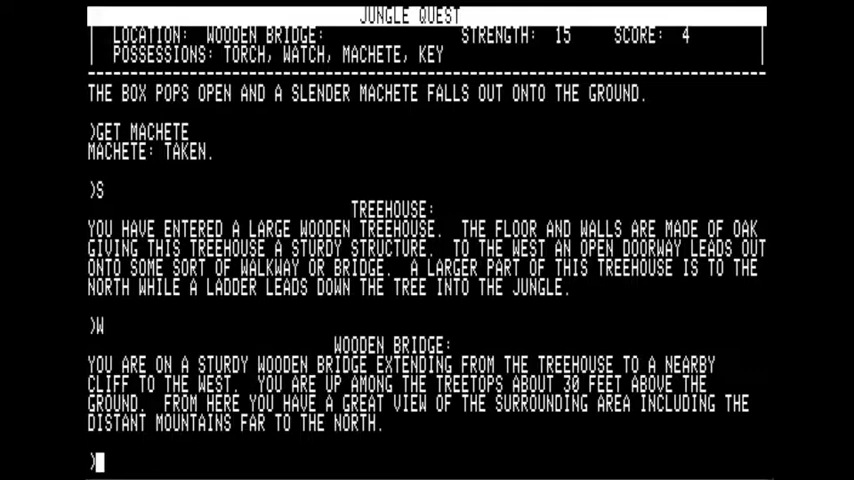 JUNGLE QUEST
LOCATION: WOODEN BRIDGE: STRENGTH: 15 SCORE: 4
POSSESSIONS: TORCH, WATCH, MACHETE, KEY
THE BOX POPS OPEN AND A SLENDER MACHETE FALLS OUT ONTO THE GROUND.
)GET MACHETE
MACHETE: TAKEN.
)S
TREEHOUSE:
YOU HAVE ENTERED A LARGE WOODEN TREEHOUSE. THE FLOOR AND WALLS ARE MADE OF OAK
GIVING THIS TREEHOUSE A STURDY STRUCTURE. TO THE WEST AN OPEN DOORWAY LEADS OUT
ONTO SOME SORT OF WALKWAY OR BRIDGE. A LARGER PART OF THIS TREEHOUSE IS TO THE
NORTH WHILE A LADDER LEADS DOWN THE TREE INTO THE JUNGLE.
)W
WOODEN BRIDGE:
YOU ARE ON A STURDY WOODEN BRIDGE EXTENDING FROM THE TREEHOUSE TO A NEARBY
CLIFF TO THE WEST. YOU ARE UP AMONG THE TREETOPS ABOUT 30 FEET ABOVE THE
GROUND. FROM HERE YOU HAVE A GREAT VIEW OF THE SURROUNDING AREA INCLUDING THE
DISTANT MOUNTAINS FAR TO THE NORTH.
)